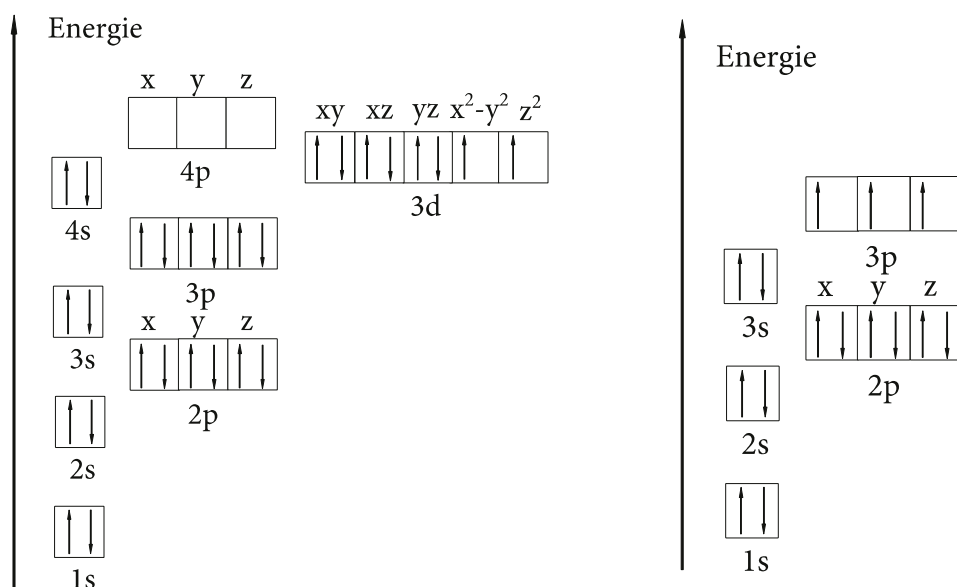 Energie
x y z
4p
xy xz yz x²-y² z²
3d
4s
3p
3s
x y z
2p
2s
1s
Energie
3p
3s
x y z
2p
2s
1s